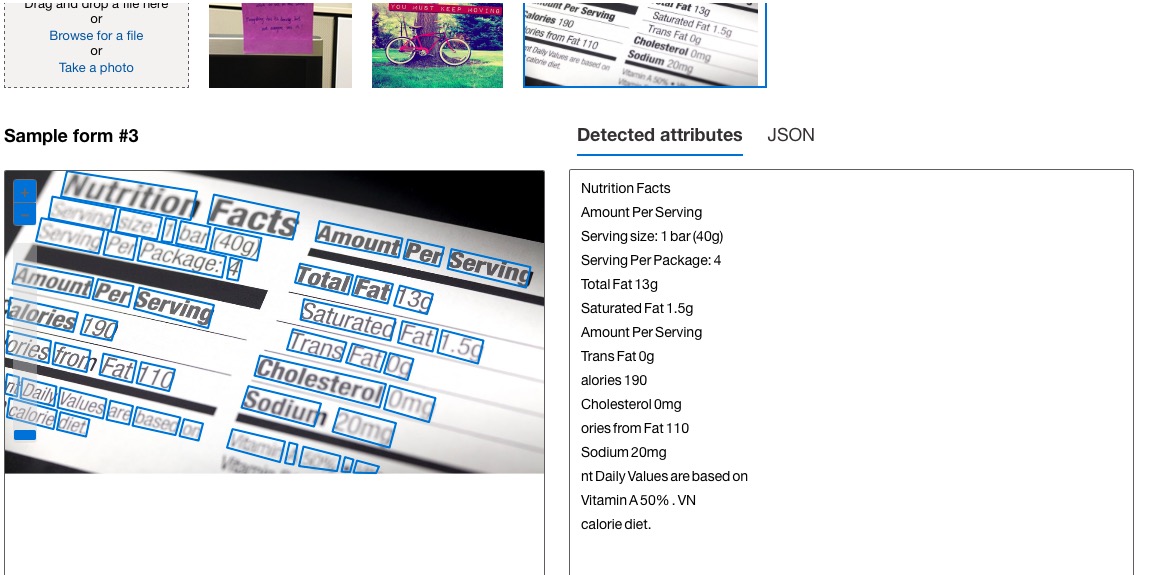 Drag and drop a file here
or
Browse for a file
or
Take a photo
YOU MUST KEEP MOVING
Amount Per Serving
alories 190
ories from Fat 110
nt Daily Values are based on
calorie diet.
Total Fat 13g
Saturated Fat 1.5g
Trans Fat 0g
Cholesterol 0mg
Sodium 20mg
Vitamin A 50%
Sample form #3
+
−
Nutrition Facts
Serving size: 1 bar (40g)
Serving Per Package: 4
Amount Per Serving
alories 190
ories from Fat 110
nt Daily Values are based on
calorie diet.
Amount Per Serving
Total Fat 13g
Saturated Fat 1.5g
Trans Fat 0g
Cholesterol 0mg
Sodium 20mg
Vitamin A 50% •
Vitamin
Detected attributes
JSON
Nutrition Facts
Amount Per Serving
Serving size: 1 bar (40g)
Serving Per Package: 4
Total Fat 13g
Saturated Fat 1.5g
Amount Per Serving
Trans Fat 0g
alories 190
Cholesterol 0mg
ories from Fat 110
Sodium 20mg
nt Daily Values are based on
Vitamin A 50% . VN
calorie diet.